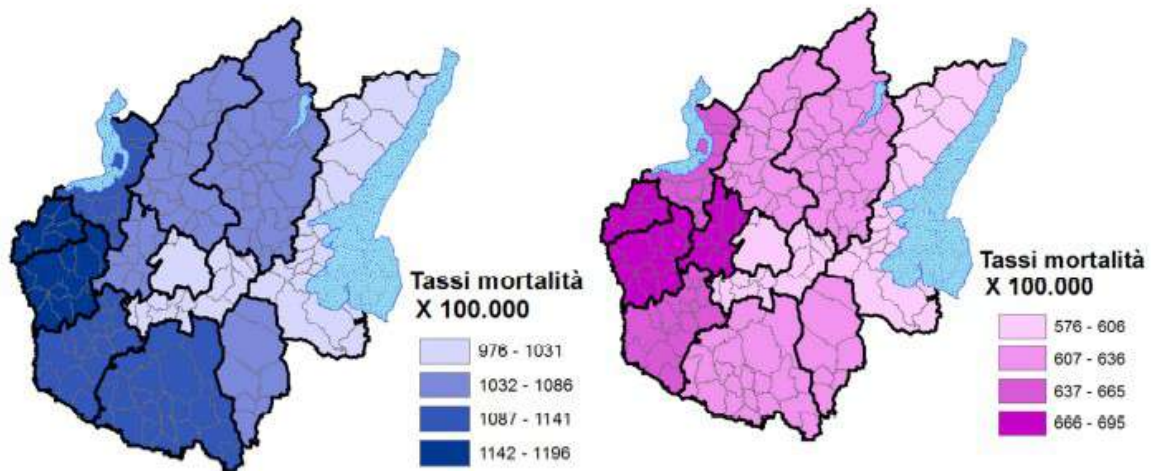 Tassi mortalità
X 100.000
976 - 1031
1032 - 1086
1087 - 1141
1142 - 1196
Tassi mortalità
X 100.000
576 - 606
607 - 636
637 - 665
666 - 695